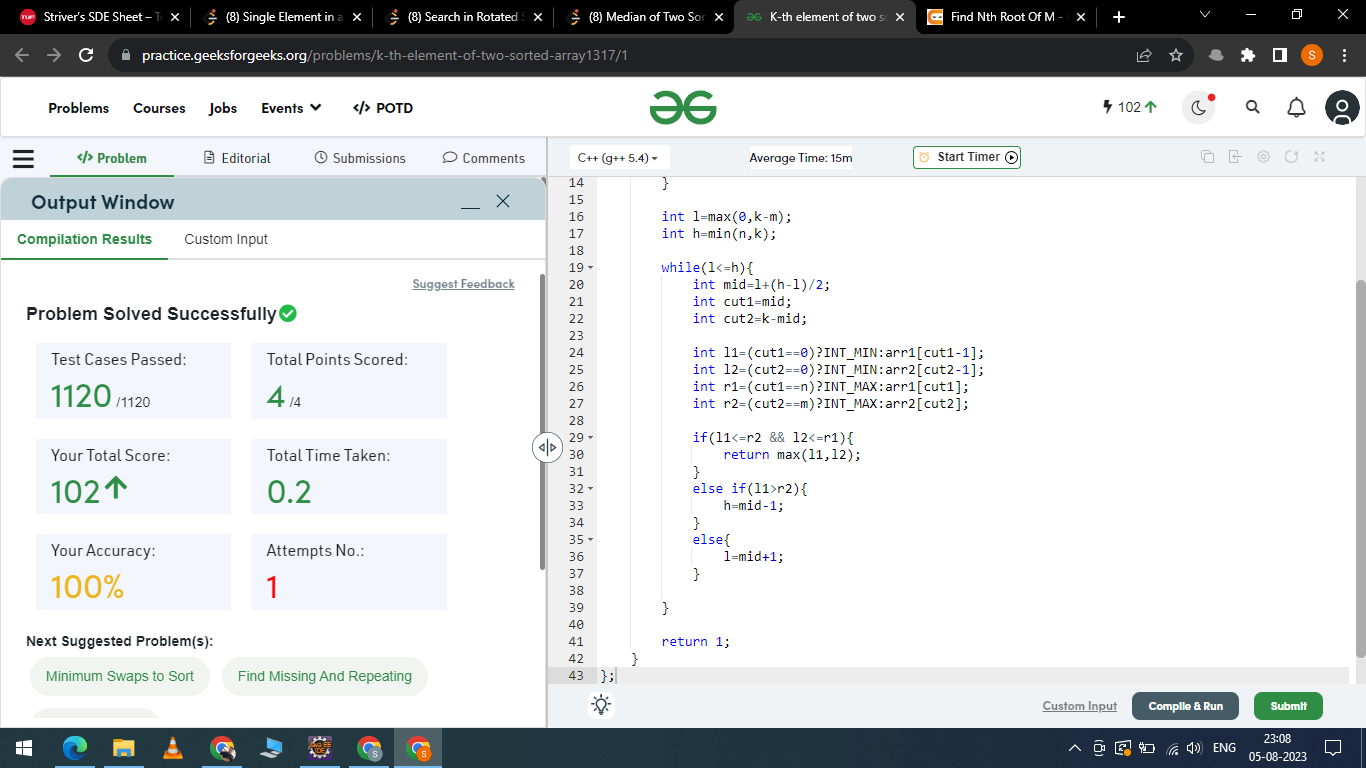 Striver's SDE Sheet – T
(8) Single Element in a
(8) Search in Rotated S
(8) Median of Two Sor
K-th element of two s
Find Nth Root Of M -
practice.geeksforgeeks.org/problems/k-th-element-of-two-sorted-array1317/1
S
Problems
Courses
Jobs
Events
</> POTD
102
</> Problem
Editorial
Submissions
Comments
C++ (g++ 5.4)
Average Time: 15m
Start Timer
Output Window
Compilation Results
Custom Input
Suggest Feedback
Problem Solved Successfully
Test Cases Passed:
1120 /1120
Total Points Scored:
4 /4
Your Total Score:
102
Total Time Taken:
0.2
Your Accuracy:
100%
Attempts No.:
1
Next Suggested Problem(s):
Minimum Swaps to Sort
Find Missing And Repeating
14 }
15
16 int l=max(0,k-m);
17 int h=min(n,k);
18
19 while(l<=h){
20 int mid=l+(h-l)/2;
21 int cut1=mid;
22 int cut2=k-mid;
23
24 int l1=(cut1==0)?INT_MIN:arr1[cut1-1];
25 int l2=(cut2==0)?INT_MIN:arr2[cut2-1];
26 int r1=(cut1==n)?INT_MAX:arr1[cut1];
27 int r2=(cut2==m)?INT_MAX:arr2[cut2];
28
29 if(l1<=r2 && l2<=r1){
30 return max(l1,l2);
31 }
32 else if(l1>r2){
33 h=mid-1;
34 }
35 else{
36 l=mid+1;
37 }
38
39 }
40
41 return 1;
42 }
43 };
Custom Input
Compile & Run
Submit
ENG
23:08
05-08-2023